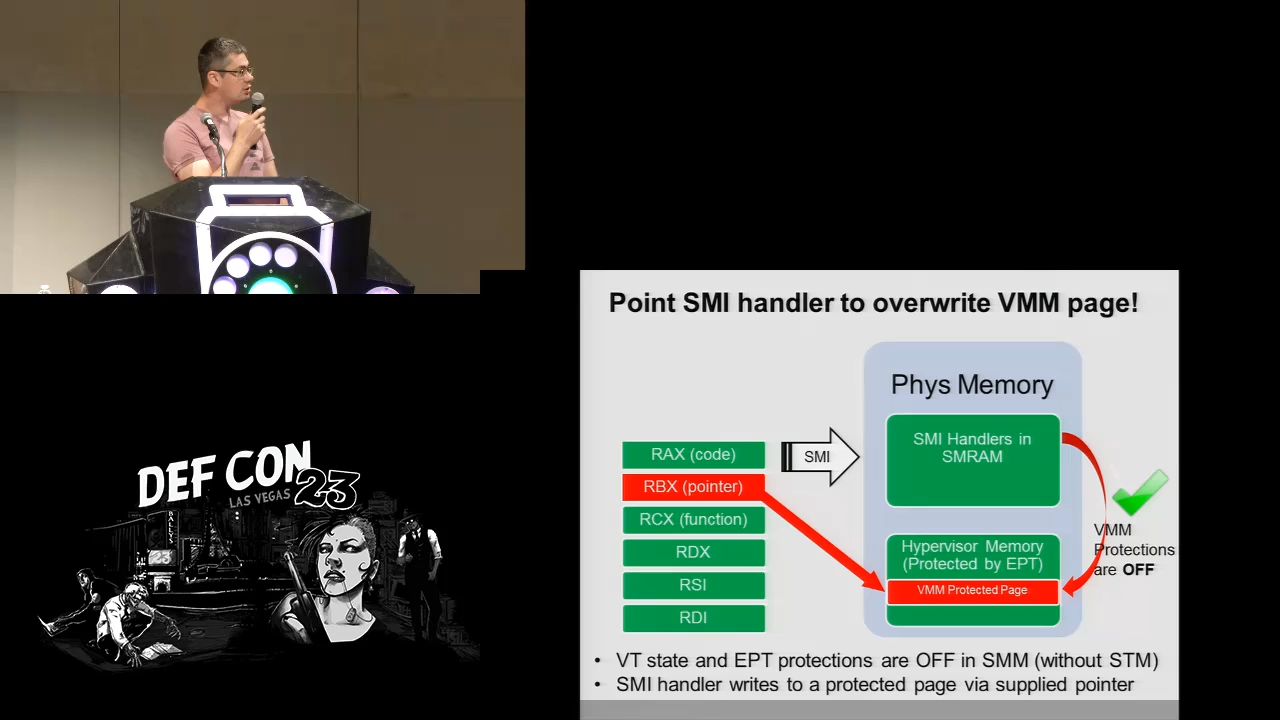 Point SMI handler to overwrite VMM page!
Phys Memory
SMI Handlers in
SMRAM
RAX (code)
SMI
RBX (pointer)
RCX (function)
RDX
RSI
RDI
VMM
Protections
are OFF
Hypervisor Memory
(Protected by EPT)
VMM Protected Page
• VT state and EPT protections are OFF in SMM (without STM)
• SMI handler writes to a protected page via supplied pointer
DEF CON
23
LAS VEGAS
BALLYS